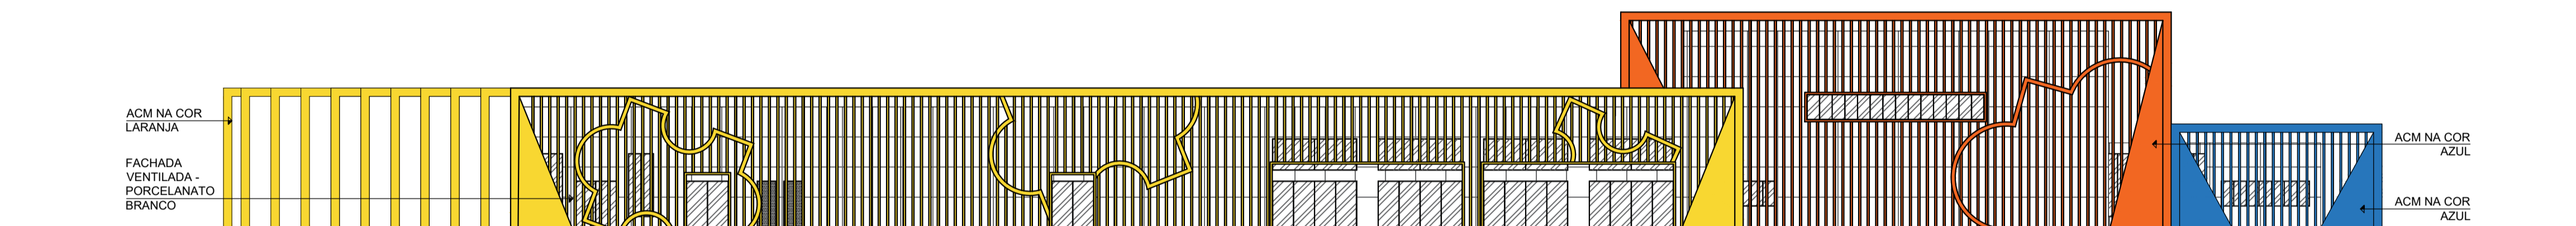 ACM NA COR
LARANJA
FACHADA
VENTILADA -
PORCELANATO
BRANCO
ACM NA COR
AZUL
ACM NA COR
AZUL